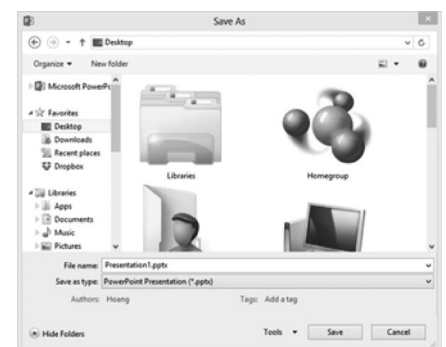 Save As
Desktop
Organize
New folder
Microsoft PowerPc
Favorites
Desktop
Downloads
Recent places
Dropbox
Libraries
Apps
Documents
Music
Pictures
Libraries
Homegroup
File name: Presentation1.pptx
Save as type: PowerPoint Presentation (*.pptx)
Authors: Hoang
Tags: Add a tag
Hide Folders
Tools
Save
Cancel